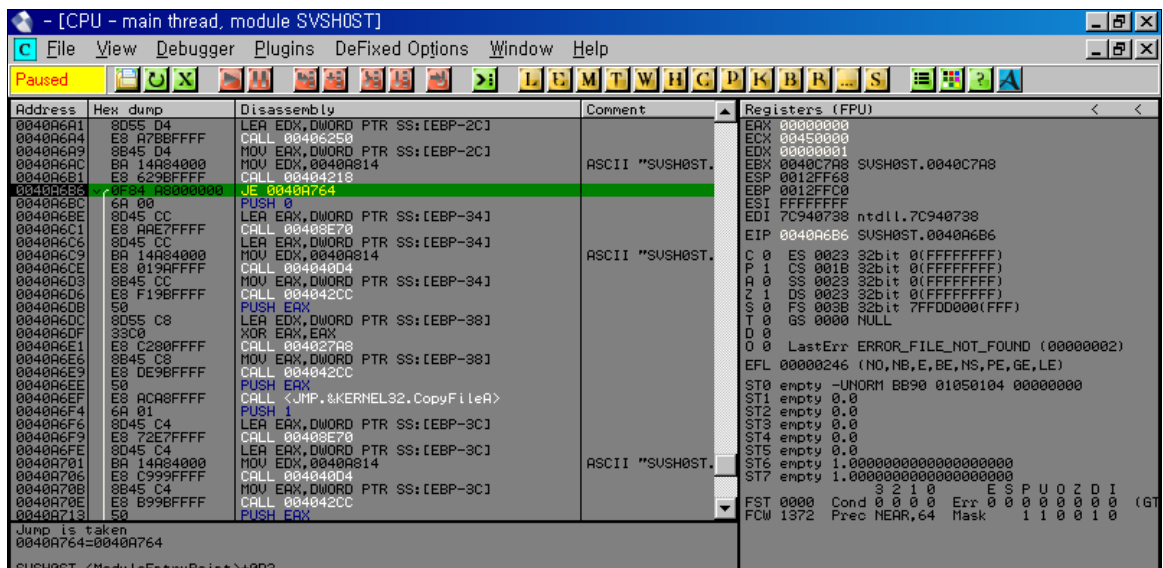 - [CPU - main thread, module SVSH0ST]
C File View Debugger Plugins DeFixed Options Window Help
Paused L E M T W H C P K B R ... S
Address Hex dump Disassembly Comment
0040A6A1 8D55 D4 LEA EDX,DWORD PTR SS:[EBP-2C]
0040A6A4 E8 A7BBFFFF CALL 00406250
0040A6A9 8B45 D4 MOV EAX,DWORD PTR SS:[EBP-2C]
0040A6AC BA 14A84000 MOV EDX,0040A814 ASCII "SVSH0ST.
0040A6B1 E8 629BFFFF CALL 00404218
0040A6B6 0F84 A8000000 JE 0040A764
0040A6BC 6A 00 PUSH 0
0040A6BE 8D45 CC LEA EAX,DWORD PTR SS:[EBP-34]
0040A6C1 E8 AAE7FFFF CALL 00408E70
0040A6C6 8D45 CC LEA EAX,DWORD PTR SS:[EBP-34]
0040A6C9 BA 14A84000 MOV EDX,0040A814 ASCII "SVSH0ST.
0040A6CE E8 019AFFFF CALL 004040D4
0040A6D3 8B45 CC MOV EAX,DWORD PTR SS:[EBP-34]
0040A6D6 E8 F19BFFFF CALL 004042CC
0040A6DB 50 PUSH EAX
0040A6DC 8D55 C8 LEA EDX,DWORD PTR SS:[EBP-38]
0040A6DF 33C0 XOR EAX,EAX
0040A6E1 E8 C280FFFF CALL 004027A8
0040A6E6 8B45 C8 MOV EAX,DWORD PTR SS:[EBP-38]
0040A6E9 E8 DE9BFFFF CALL 004042CC
0040A6EE 50 PUSH EAX
0040A6EF E8 ACA8FFFF CALL <JMP.&KERNEL32.CopyFileA>
0040A6F4 6A 01 PUSH 1
0040A6F6 8D45 C4 LEA EAX,DWORD PTR SS:[EBP-3C]
0040A6F9 E8 72E7FFFF CALL 00408E70
0040A6FE 8D45 C4 LEA EAX,DWORD PTR SS:[EBP-3C]
0040A701 BA 14A84000 MOV EDX,0040A814 ASCII "SVSH0ST.
0040A706 E8 C999FFFF CALL 004040D4
0040A70B 8B45 C4 MOV EAX,DWORD PTR SS:[EBP-3C]
0040A70E E8 B99BFFFF CALL 004042CC
0040A713 50 PUSH EAX
Jump is taken
0040A764=0040A764
SVSH0ST.<ModuleEntryPoint>+0D2
Registers (FPU) < <
EAX 00000000
ECX 00450000
EDX 00000001
EBX 0040C7A8 SVSH0ST.0040C7A8
ESP 0012FF68
EBP 0012FFC0
ESI FFFFFFFF
EDI 7C940738 ntdll.7C940738
EIP 0040A6B6 SVSH0ST.0040A6B6
C 0 ES 0023 32bit 0(FFFFFFFF)
P 1 CS 001B 32bit 0(FFFFFFFF)
A 0 SS 0023 32bit 0(FFFFFFFF)
Z 1 DS 0023 32bit 0(FFFFFFFF)
S 0 FS 003B 32bit 7FFDD000(FFF)
T 0 GS 0000 NULL
D 0
O 0 LastErr ERROR_FILE_NOT_FOUND (00000002)
EFL 00000246 (NO,NB,E,BE,NS,PE,GE,LE)
ST0 empty -UNORM BB90 01050104 00000000
ST1 empty 0.0
ST2 empty 0.0
ST3 empty 0.0
ST4 empty 0.0
ST5 empty 0.0
ST6 empty 1.0000000000000000000
ST7 empty 1.0000000000000000000
3 2 1 0 E S P U O Z D I
FST 0000 Cond 0 0 0 0 Err 0 0 0 0 0 0 0 0 (GT
FCW 1372 Prec NEAR,64 Mask 1 1 0 0 1 0